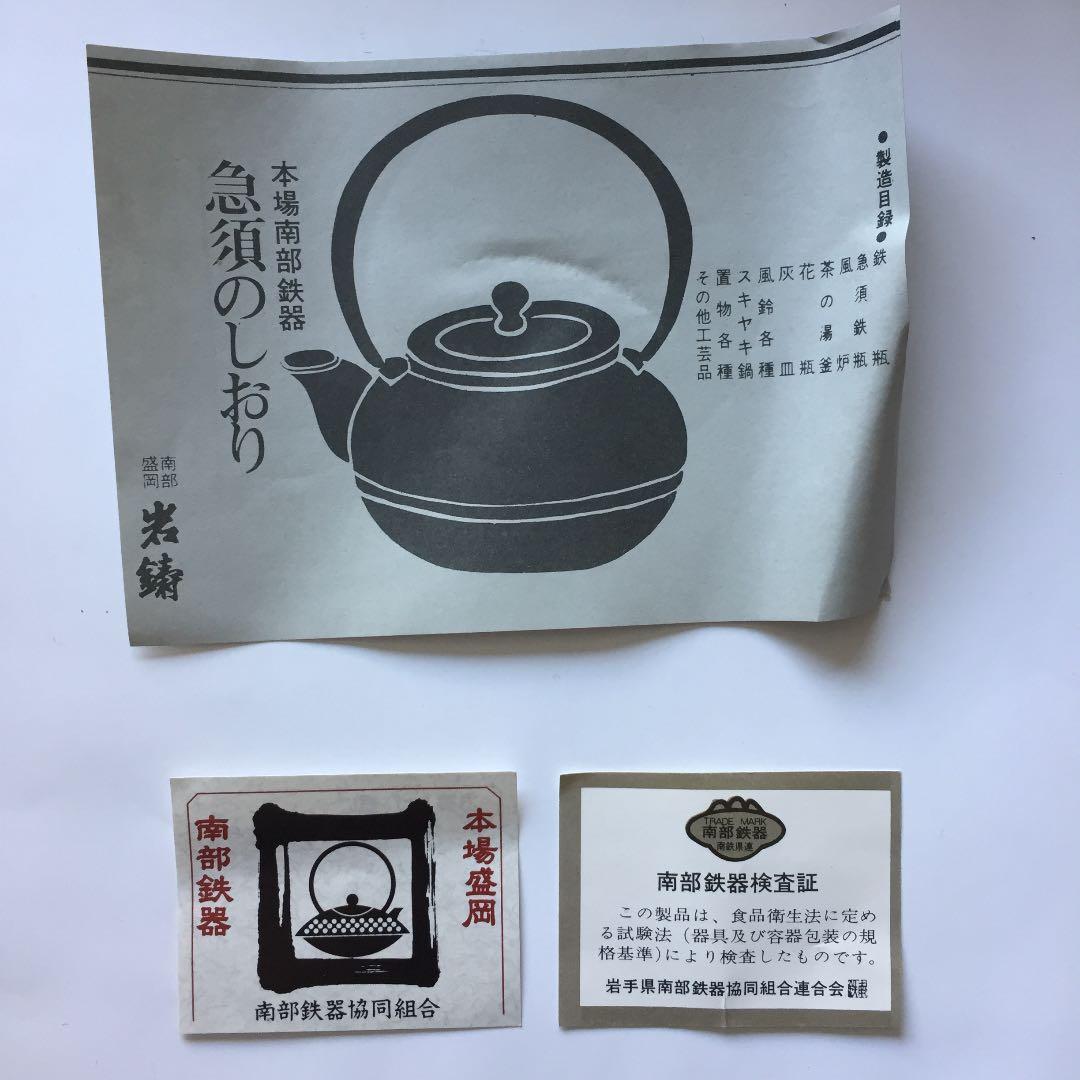 ●製造目録●
鉄瓶
急須鉄瓶
風炉
茶の湯釜
花瓶
灰皿
風鈴各種
スキヤキ鍋
置物各種
その他工芸品
本場南部鉄器
急須のしおり
南部
盛岡
岩鋳
本場盛岡
南部鉄器
南部鉄器協同組合
TRADE MARK
南部鉄器
南鉄県連
南部鉄器検査証
この製品は、食品衛生法に定め
る試験法(器具及び容器包装の規
格基準)により検査したものです。
岩手県南部鉄器協同組合連合会